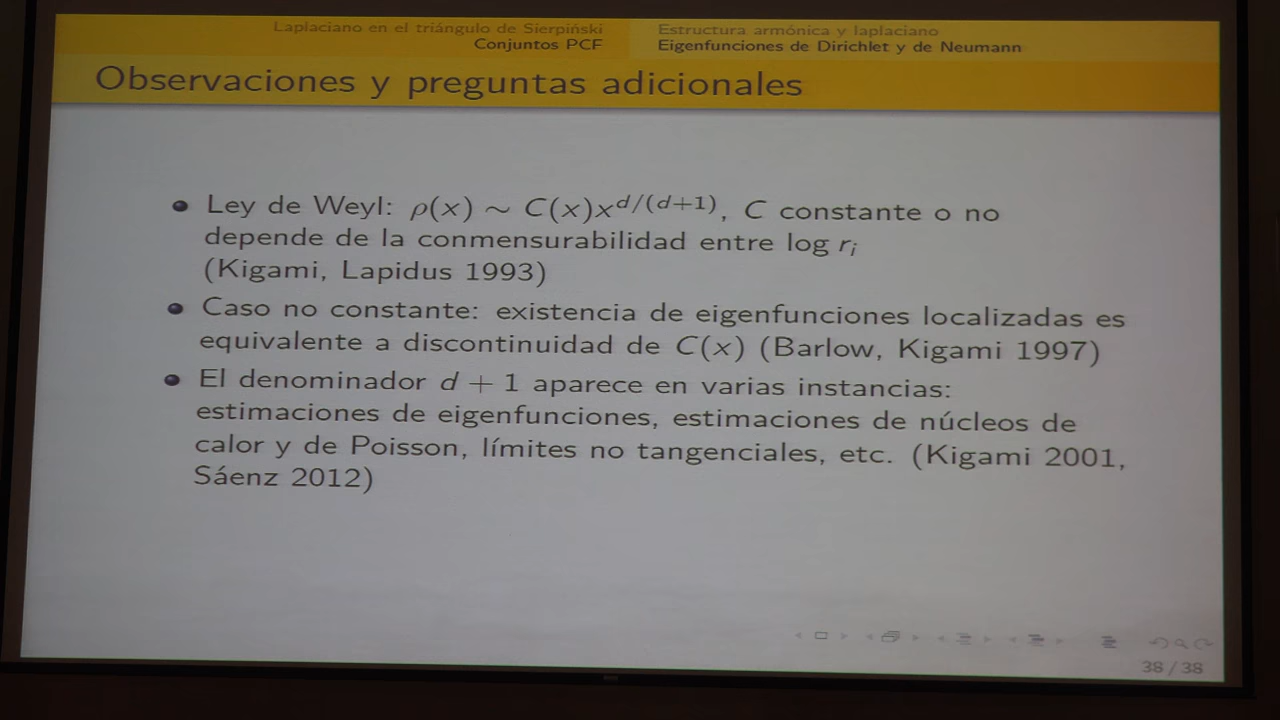 Laplaciano en el triángulo de Sierpiński
Conjuntos PCF
Estructura armónica y laplaciano
Eigenfunciones de Dirichlet y de Neumann
Observaciones y preguntas adicionales
Ley de Weyl: ρ(x) ∼ C(x)x^{d/(d+1)}, C constante o no
depende de la conmensurabilidad entre log r_i
(Kigami, Lapidus 1993)
Caso no constante: existencia de eigenfunciones localizadas es
equivalente a discontinuidad de C(x) (Barlow, Kigami 1997)
El denominador d + 1 aparece en varias instancias:
estimaciones de eigenfunciones, estimaciones de núcleos de
calor y de Poisson, límites no tangenciales, etc. (Kigami 2001,
Sáenz 2012)
38 / 38